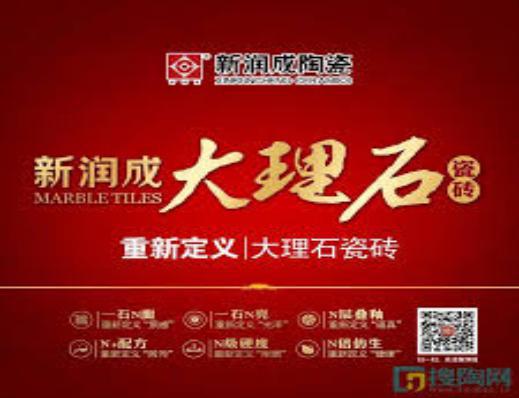 新润成陶瓷
XINRUNCHENG CERAMICS
新润成 大理石 瓷砖
MARBLE TILES
重新定义|大理石瓷砖
一石N面
一石N亮
N层叠釉
N+配方
N级硬度
N倍仿生
搜陶网